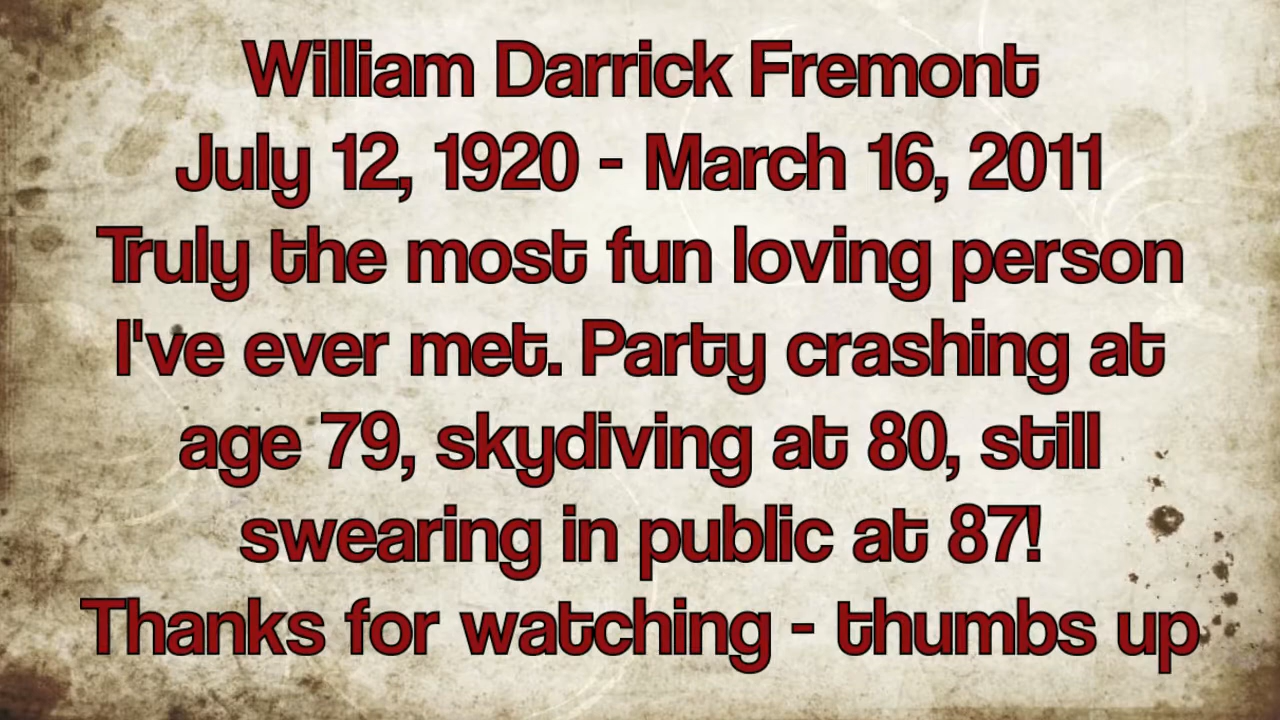 William Darrick Fremont
July 12, 1920 - March 16, 2011
Truly the most fun loving person
I've ever met. Party crashing at
age 79, skydiving at 80, still
swearing in public at 87!
Thanks for watching - thumbs up